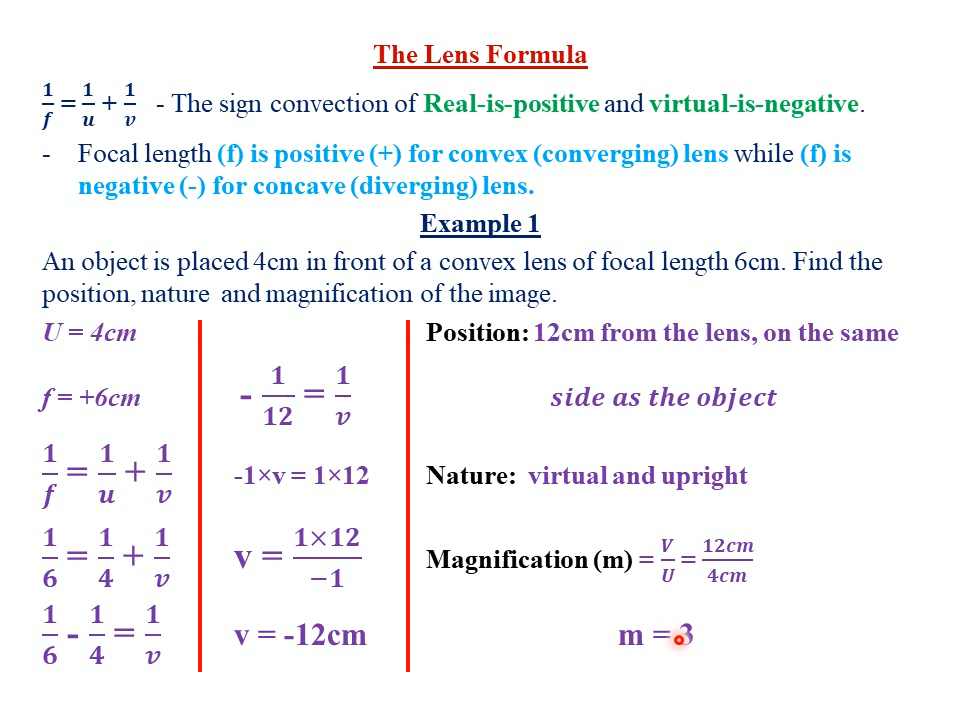 The Lens Formula
1/f = 1/u + 1/v - The sign convection of Real-is-positive and virtual-is-negative.
- Focal length (f) is positive (+) for convex (converging) lens while (f) is
negative (-) for concave (diverging) lens.
Example 1
An object is placed 4cm in front of a convex lens of focal length 6cm. Find the
position, nature and magnification of the image.
U = 4cm
f = +6cm
1/f = 1/u + 1/v
1/6 = 1/4 + 1/v
1/6 - 1/4 = 1/v
- 1/12 = 1/v
-1×v = 1×12
v = 1×12/−1
v = -12cm
Position: 12cm from the lens, on the same
side as the object
Nature: virtual and upright
Magnification (m) = V/U = 12cm/4cm
m = 3